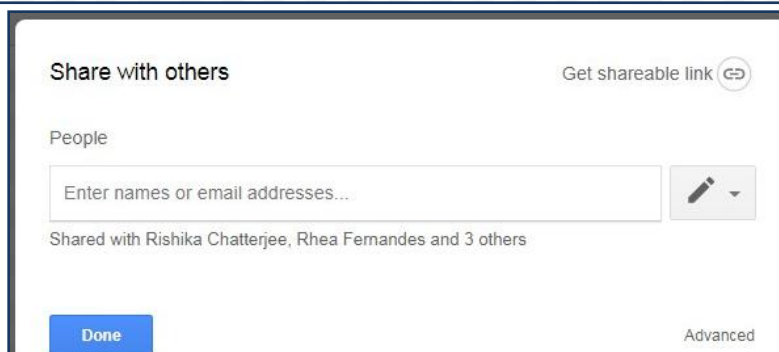 Share with others
Get shareable link
People
Enter names or email addresses...
Shared with Rishika Chatterjee, Rhea Fernandes and 3 others
Done
Advanced